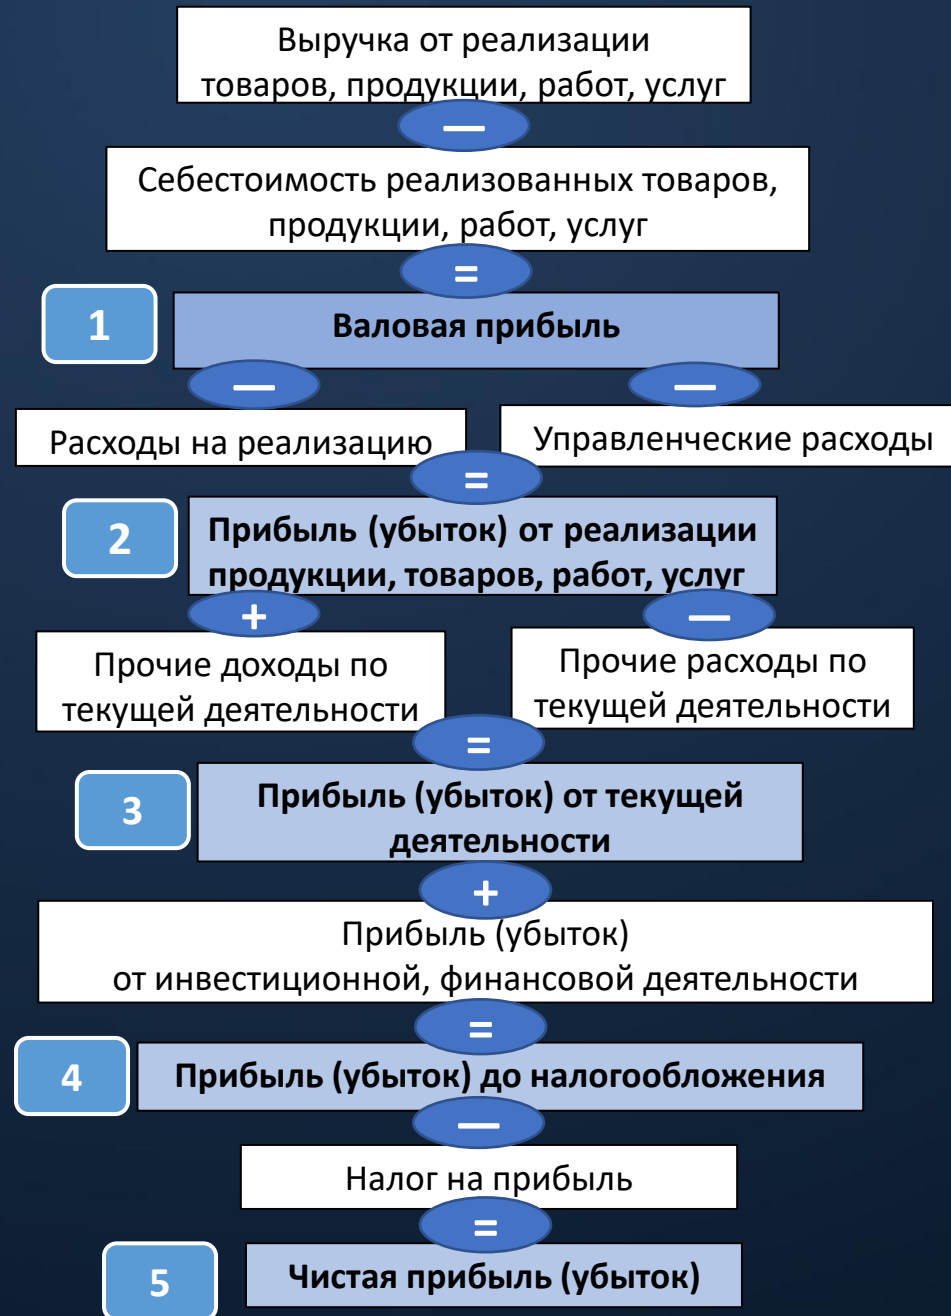 Выручка от реализации
товаров, продукции, работ, услуг
—
Себестоимость реализованных товаров,
продукции, работ, услуг
=
1
Валовая прибыль
— —
Расходы на реализацию
Управленческие расходы
=
2
Прибыль (убыток) от реализации
продукции, товаров, работ, услуг
+ —
Прочие доходы по
текущей деятельности
Прочие расходы по
текущей деятельности
=
3
Прибыль (убыток) от текущей
деятельности
+
Прибыль (убыток)
от инвестиционной, финансовой деятельности
=
4
Прибыль (убыток) до налогообложения
—
Налог на прибыль
=
5
Чистая прибыль (убыток)